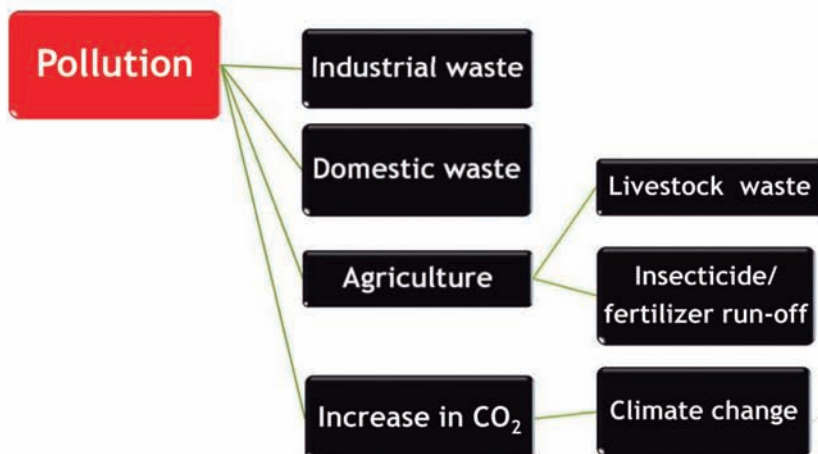 Pollution
Industrial waste
Domestic waste
Agriculture
Livestock waste
Insecticide/
fertilizer run-off
Increase in CO₂
Climate change